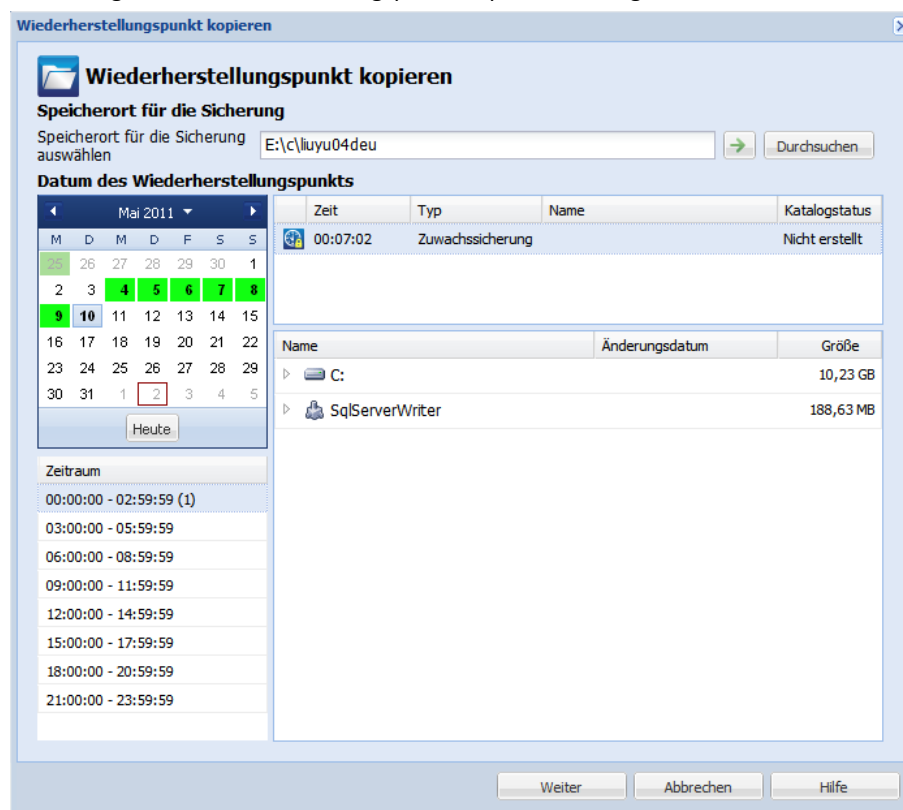 Wiederherstellungspunkt kopieren
Wiederherstellungspunkt kopieren
Speicherort für die Sicherung
Speicherort für die Sicherung
auswählen
E:\c\liuyu04deu
Durchsuchen
Datum des Wiederherstellungspunkts
Mai 2011
M D M D F S S
25 26 27 28 29 30 1
2 3 4 5 6 7 8
9 10 11 12 13 14 15
16 17 18 19 20 21 22
23 24 25 26 27 28 29
30 31 1 2 3 4 5
Heute
Zeitraum
00:00:00 - 02:59:59 (1)
03:00:00 - 05:59:59
06:00:00 - 08:59:59
09:00:00 - 11:59:59
12:00:00 - 14:59:59
15:00:00 - 17:59:59
18:00:00 - 20:59:59
21:00:00 - 23:59:59
Zeit Typ Name Katalogstatus
00:07:02 Zuwachssicherung Nicht erstellt
Name Änderungsdatum Größe
C: 10,23 GB
SqlServerWriter 188,63 MB
Weiter Abbrechen Hilfe